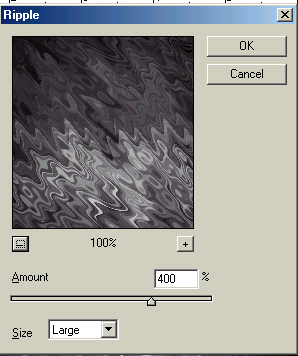 Ripple
OK
Cancel
100%
+
Amount
400 %
Size
Large